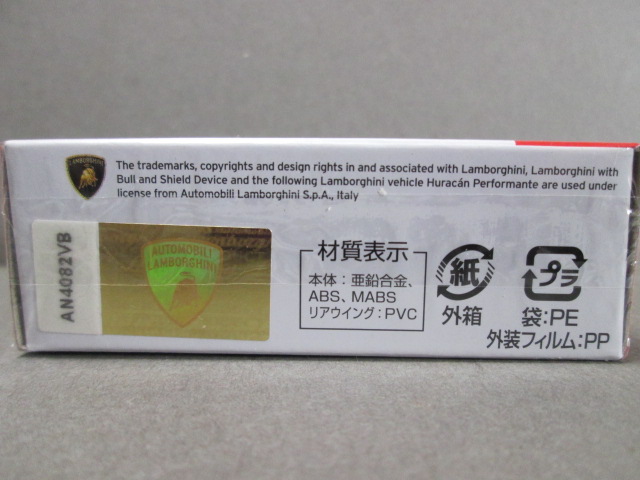 LAMBORGHINI
The trademarks, copyrights and design rights in and associated with Lamborghini, Lamborghini with
Bull and Shield Device and the following Lamborghini vehicle Huracán Performante are used under
license from Automobili Lamborghini S.p.A., Italy
AN4082VB
AUTOMOBILI
LAMBORGHINI
材質表示
本体：亜鉛合金、
ABS、MABS
リアウイング：PVC
紙
外箱
プラ
袋：PE
外装フィルム：PP